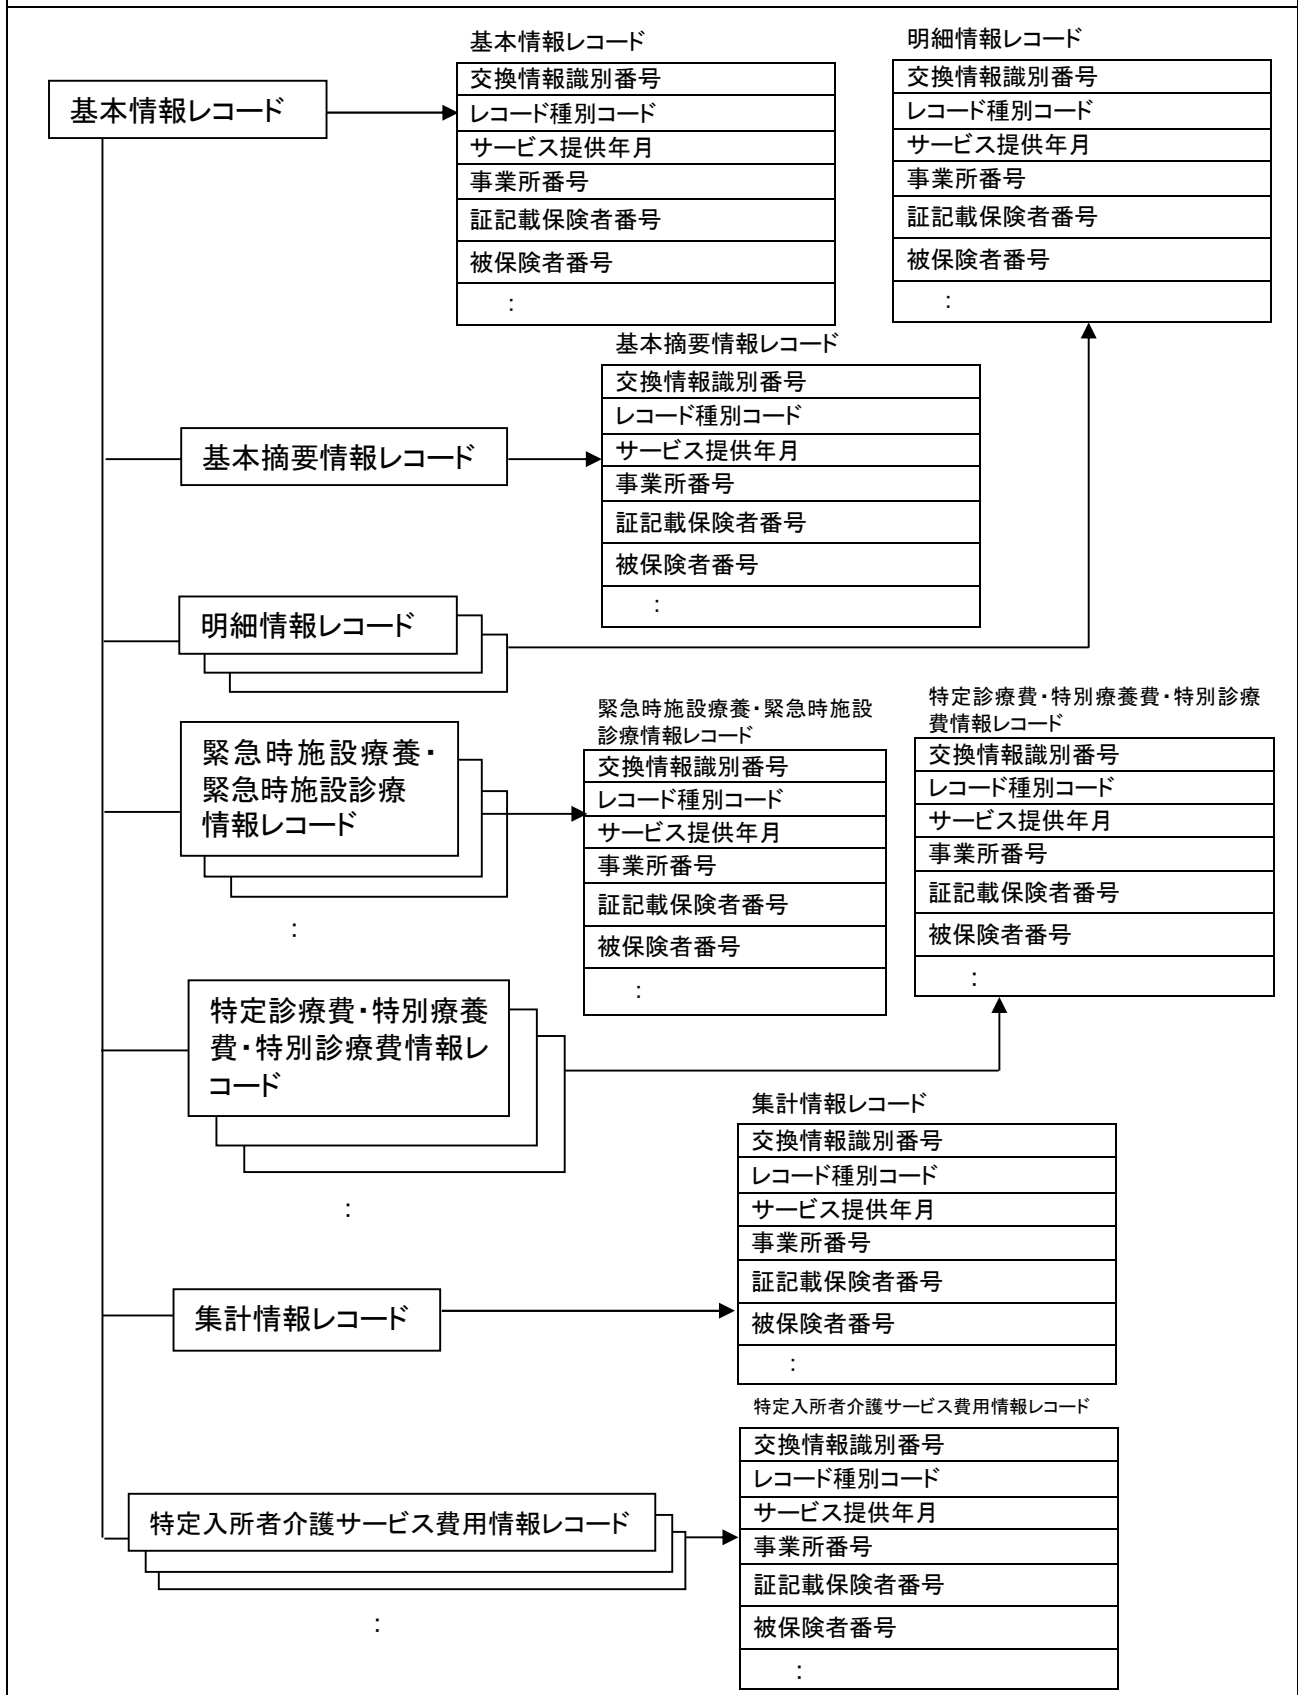 基本情報レコード
基本情報レコード
交換情報識別番号
レコード種別コード
サービス提供年月
事業所番号
証記載保険者番号
被保険者番号
:
明細情報レコード
交換情報識別番号
レコード種別コード
サービス提供年月
事業所番号
証記載保険者番号
被保険者番号
:
基本摘要情報レコード
基本摘要情報レコード
交換情報識別番号
レコード種別コード
サービス提供年月
事業所番号
証記載保険者番号
被保険者番号
:
明細情報レコード
緊急時施設療養・
緊急時施設診療
情報レコード
:
緊急時施設療養・緊急時施設
診療情報レコード
交換情報識別番号
レコード種別コード
サービス提供年月
事業所番号
証記載保険者番号
被保険者番号
:
特定診療費・特別療養費・特別診療
費情報レコード
交換情報識別番号
レコード種別コード
サービス提供年月
事業所番号
証記載保険者番号
被保険者番号
:
特定診療費・特別療養
費・特別診療費情報レ
コード
:
集計情報レコード
集計情報レコード
交換情報識別番号
レコード種別コード
サービス提供年月
事業所番号
証記載保険者番号
被保険者番号
:
特定入所者介護サービス費用情報レコード
:
特定入所者介護サービス費用情報レコード
交換情報識別番号
レコード種別コード
サービス提供年月
事業所番号
証記載保険者番号
被保険者番号
: